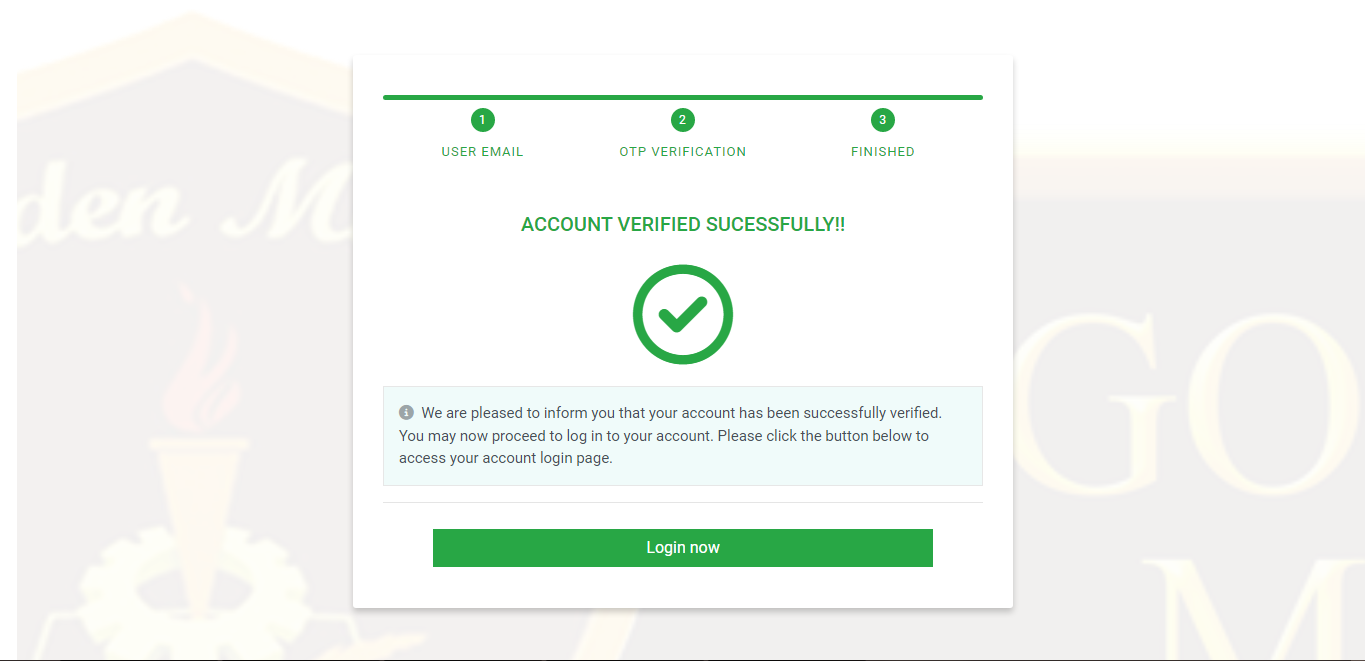 1
2
3
USER EMAIL
OTP VERIFICATION
FINISHED
den M
ACCOUNT VERIFIED SUCESSFULLY!!
We are pleased to inform you that your account has been successfully verified.
You may now proceed to log in to your account. Please click the button below to
access your account login page.
GO
Login now
M